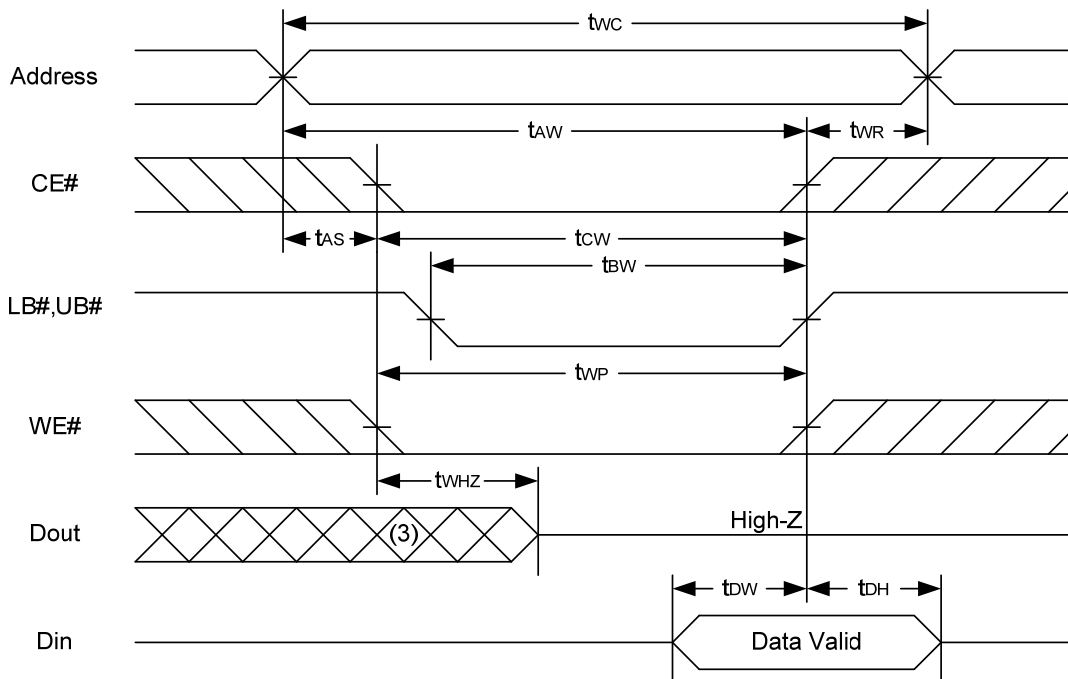 tWC
Address
tAW
tWR
CE#
tAS
tCW
tBW
LB#,UB#
tWP
WE#
tWHZ
Dout
(3)
High-Z
tDW
tDH
Din
Data Valid